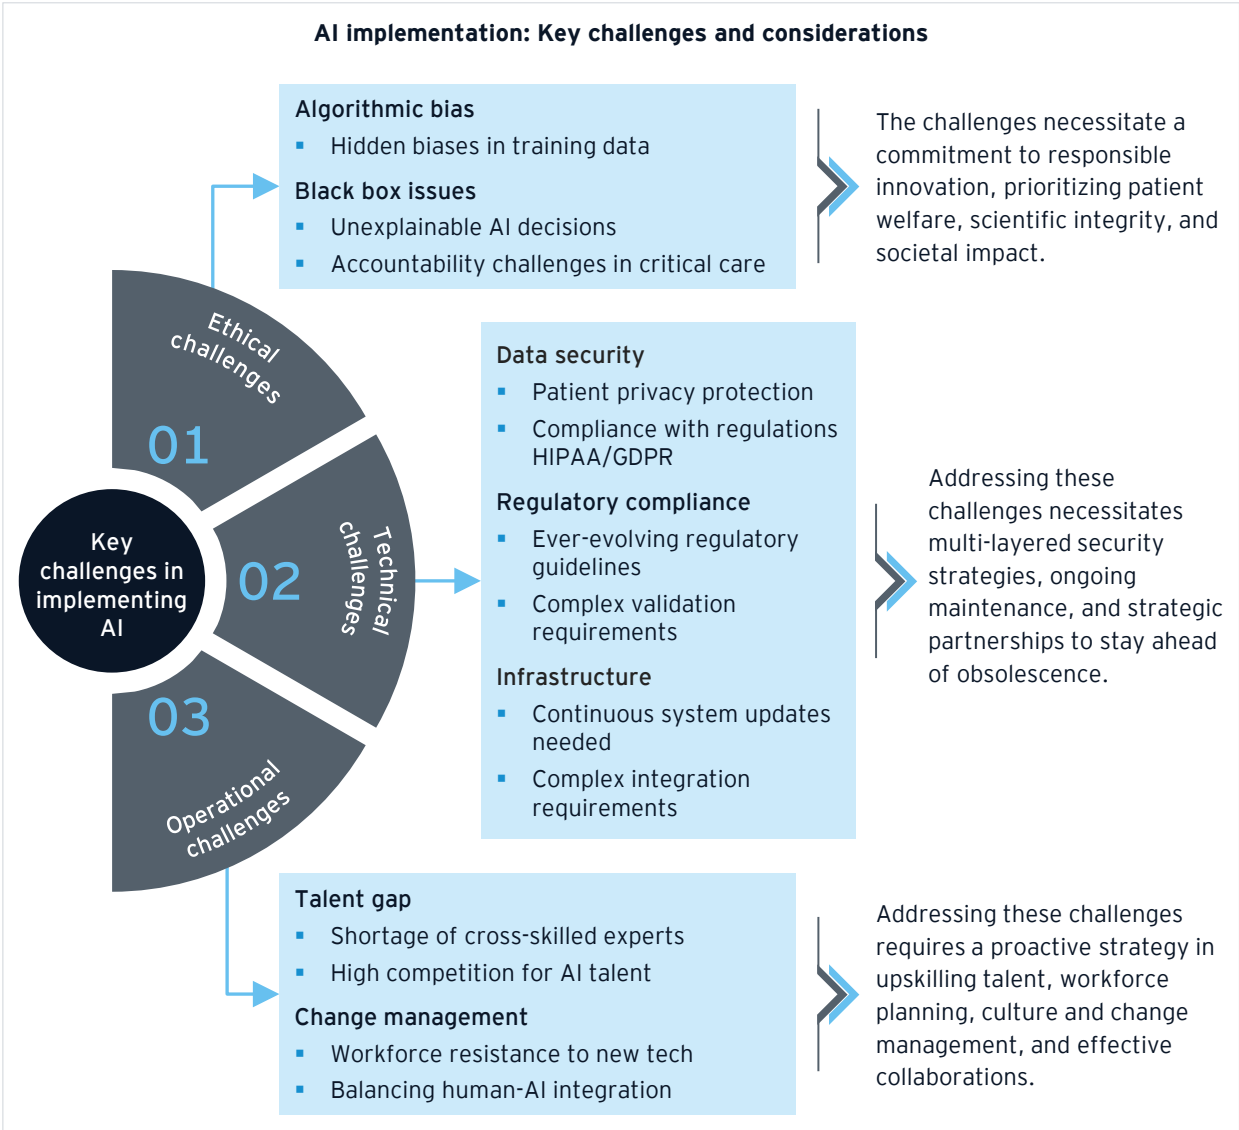 AI implementation: Key challenges and considerations
Key
challenges in
implementing
AI
01
Ethical
challenges
Algorithmic bias
▪ Hidden biases in training data
Black box issues
▪ Unexplainable AI decisions
▪ Accountability challenges in critical care
The challenges necessitate a
commitment to responsible
innovation, prioritizing patient
welfare, scientific integrity, and
societal impact.
02
Technical
challenges
Data security
▪ Patient privacy protection
▪ Compliance with regulations
HIPAA/GDPR
Regulatory compliance
▪ Ever-evolving regulatory
guidelines
▪ Complex validation
requirements
Infrastructure
▪ Continuous system updates
needed
▪ Complex integration
requirements
Addressing these
challenges necessitates
multi-layered security
strategies, ongoing
maintenance, and strategic
partnerships to stay ahead
of obsolescence.
03
Operational
challenges
Talent gap
▪ Shortage of cross-skilled experts
▪ High competition for AI talent
Change management
▪ Workforce resistance to new tech
▪ Balancing human-AI integration
Addressing these challenges
requires a proactive strategy in
upskilling talent, workforce
planning, culture and change
management, and effective
collaborations.